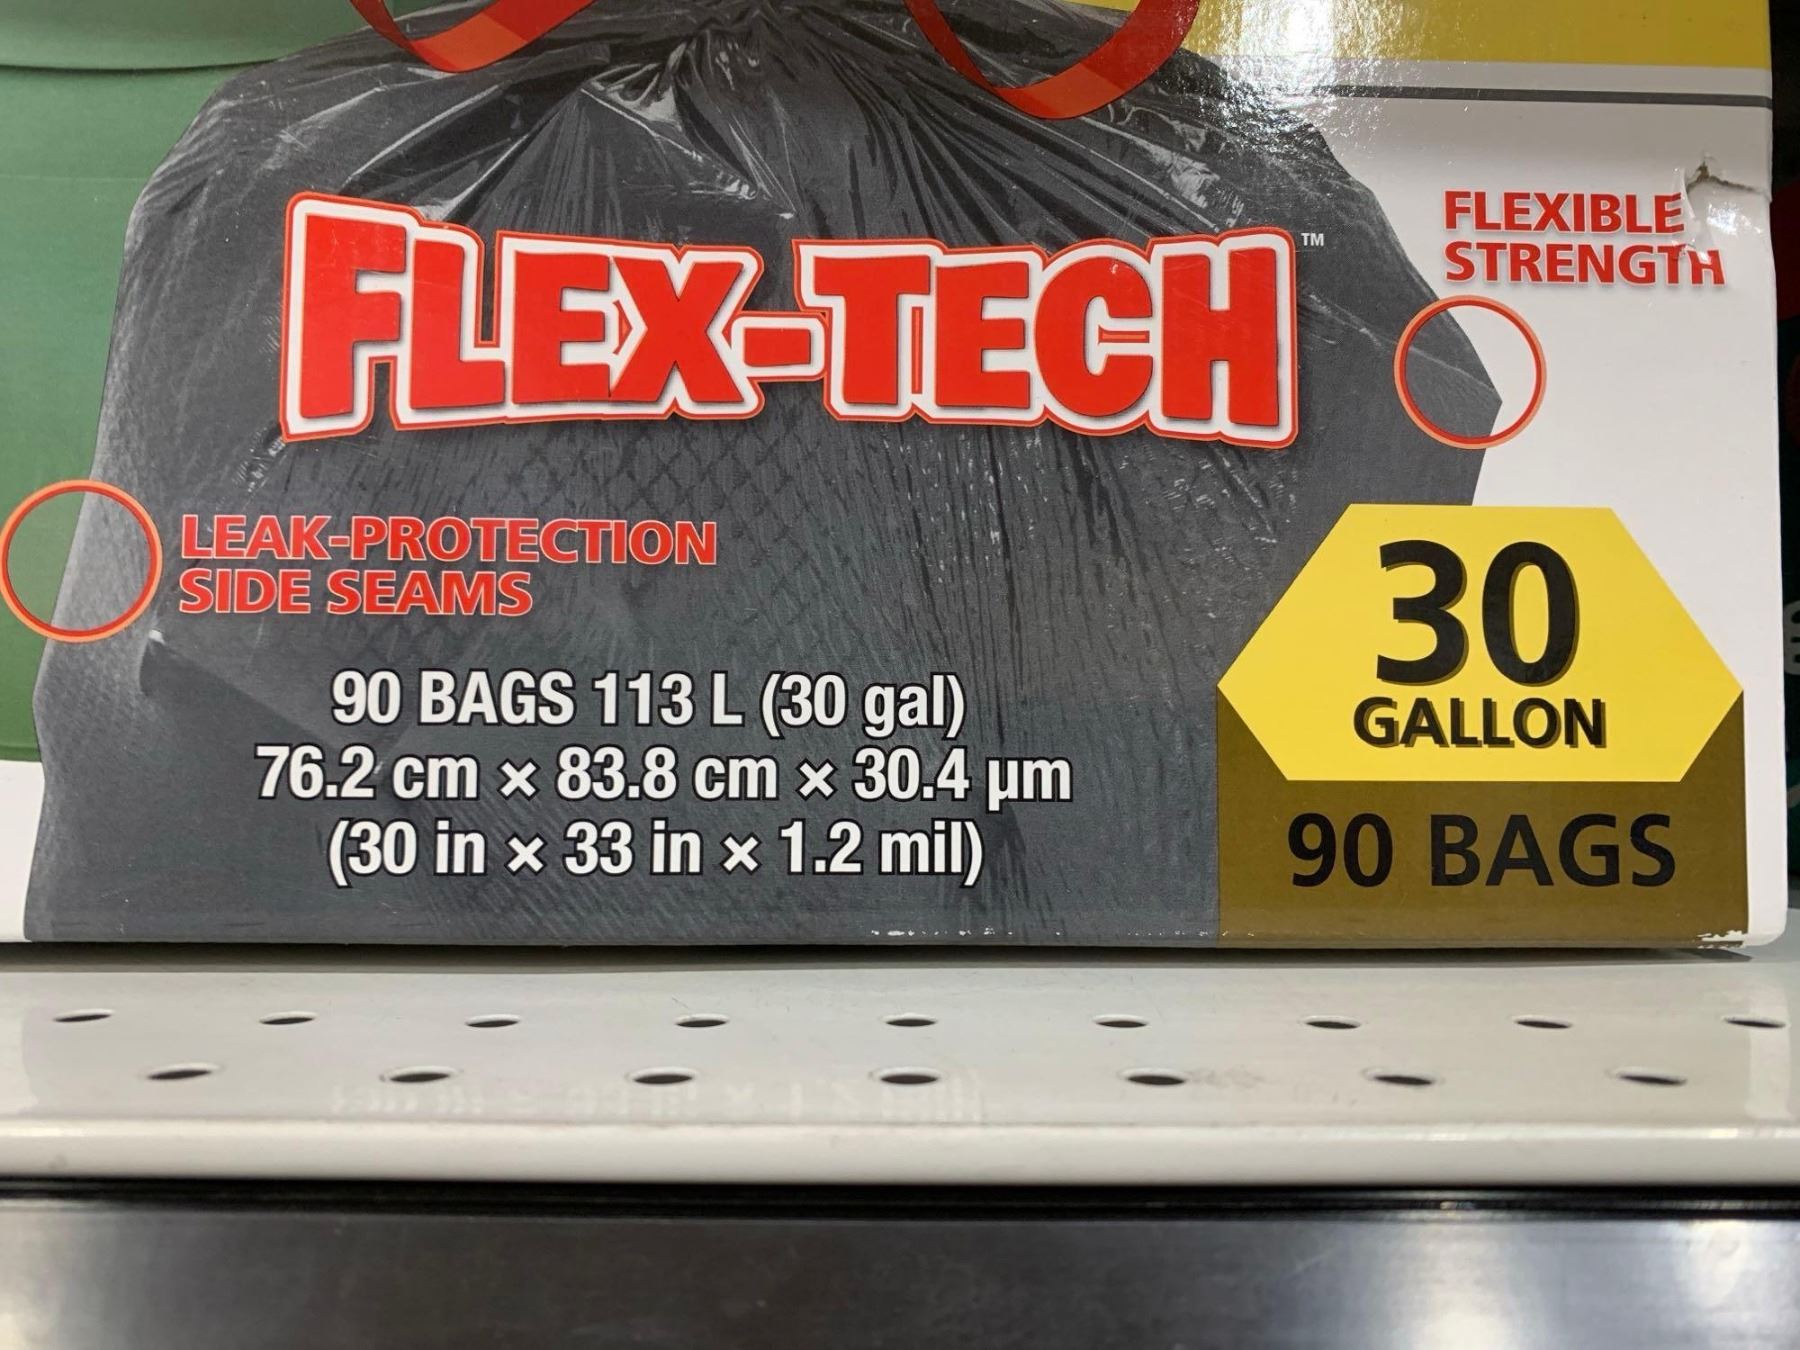 FLEX-TECH™
FLEXIBLE
STRENGTH
LEAK-PROTECTION
SIDE SEAMS
90 BAGS 113 L (30 gal)
76.2 cm × 83.8 cm × 30.4 µm
(30 in × 33 in × 1.2 mil)
30
GALLON
90 BAGS